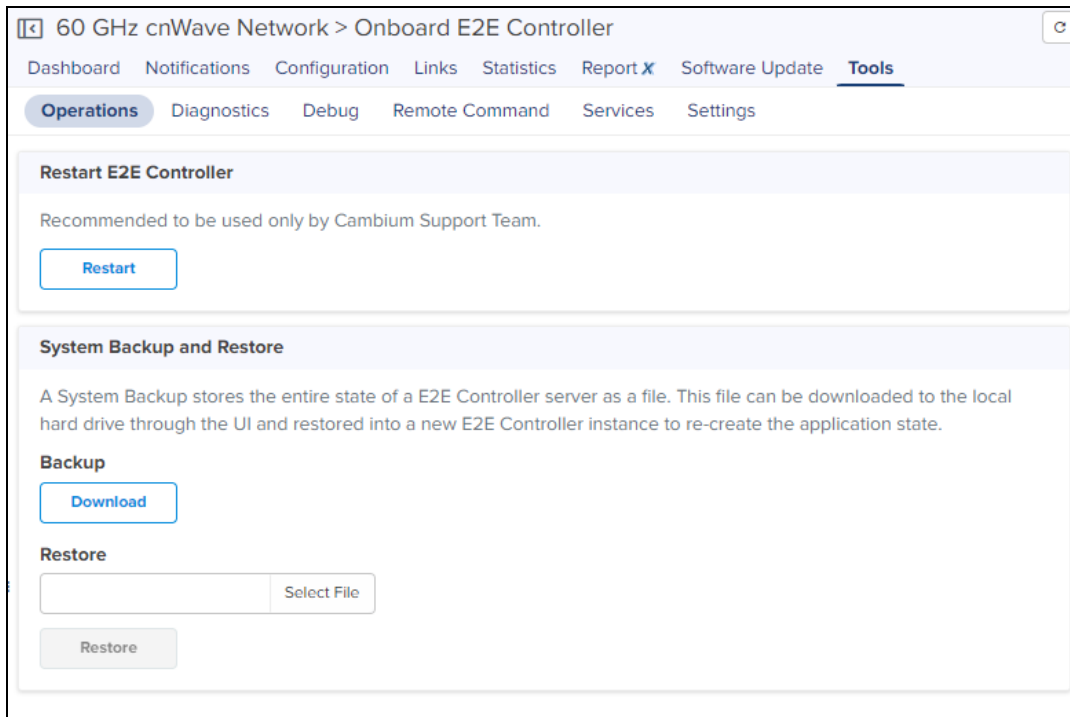 60 GHz cnWave Network > Onboard E2E Controller
Dashboard Notifications Configuration Links Statistics Report X Software Update Tools
Operations Diagnostics Debug Remote Command Services Settings
Restart E2E Controller
Recommended to be used only by Cambium Support Team.
Restart
System Backup and Restore
A System Backup stores the entire state of a E2E Controller server as a file. This file can be downloaded to the local
hard drive through the UI and restored into a new E2E Controller instance to re-create the application state.
Backup
Download
Restore
Select File
Restore